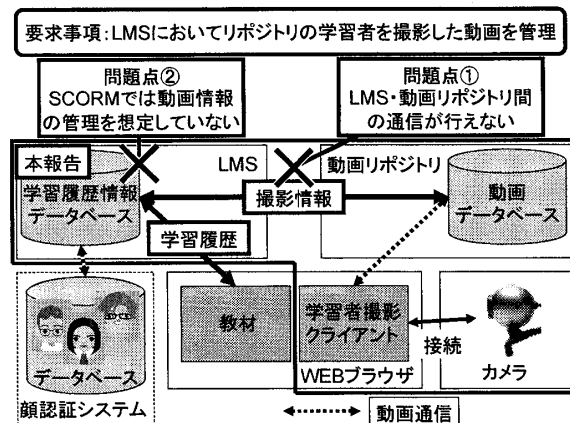 要求事項:LMSにおいてリポジトリの学習者を撮影した動画を管理
問題点②
SCORMでは動画情報
の管理を想定していない
問題点①
LMS・動画リポジトリ間
の通信が行えない
本報告
LMS
動画リポジトリ
学習履歴情報
データベース
撮影情報
動画
データベース
学習履歴
教材
学習者撮影
クライアント
接続
データベース
WEBブラウザ
カメラ
顔認証システム
動画通信